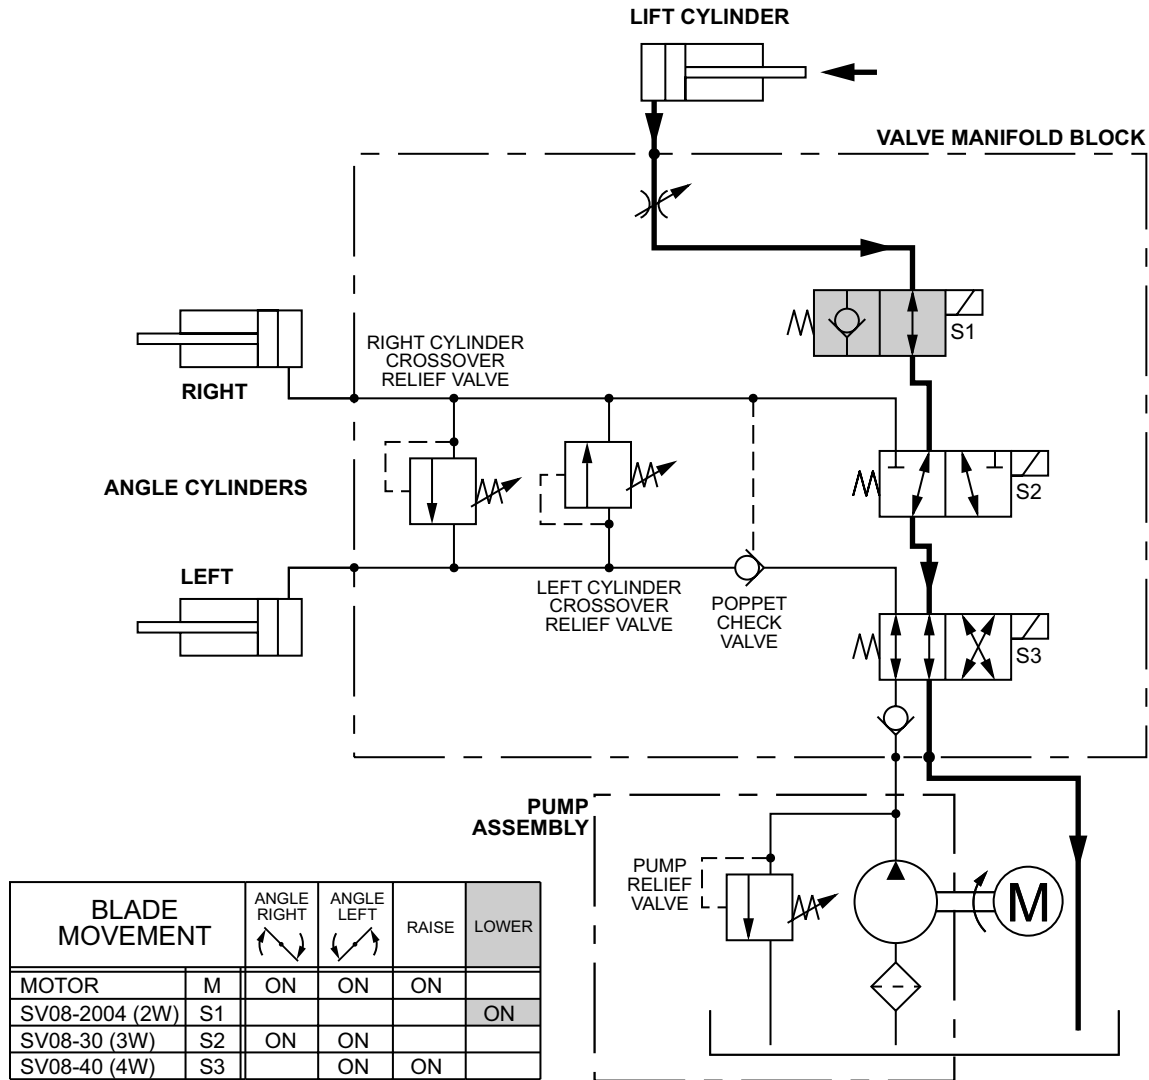 LIFT CYLINDER
VALVE MANIFOLD BLOCK
S1
RIGHT CYLINDER
CROSSOVER
RELIEF VALVE
RIGHT
ANGLE CYLINDERS
S2
LEFT
LEFT CYLINDER
CROSSOVER
RELIEF VALVE
POPPET
CHECK
VALVE
S3
PUMP
ASSEMBLY
PUMP
RELIEF
VALVE
M
BLADE
MOVEMENT
ANGLE
RIGHT
ANGLE
LEFT
RAISE
LOWER
MOTOR M ON ON ON
SV08-2004 (2W) S1 ON
SV08-30 (3W) S2 ON ON
SV08-40 (4W) S3 ON ON